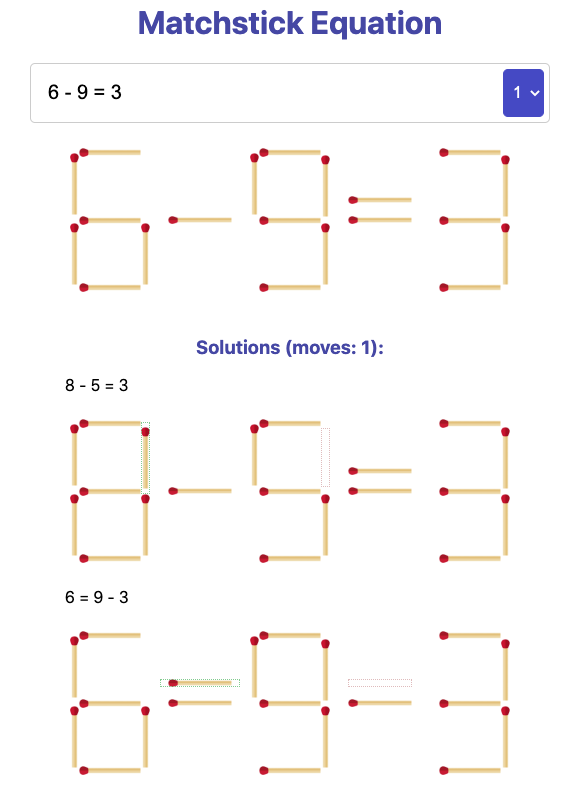 Matchstick Equation
6 - 9 = 3
1
Solutions (moves: 1):
8 - 5 = 3
6 = 9 - 3